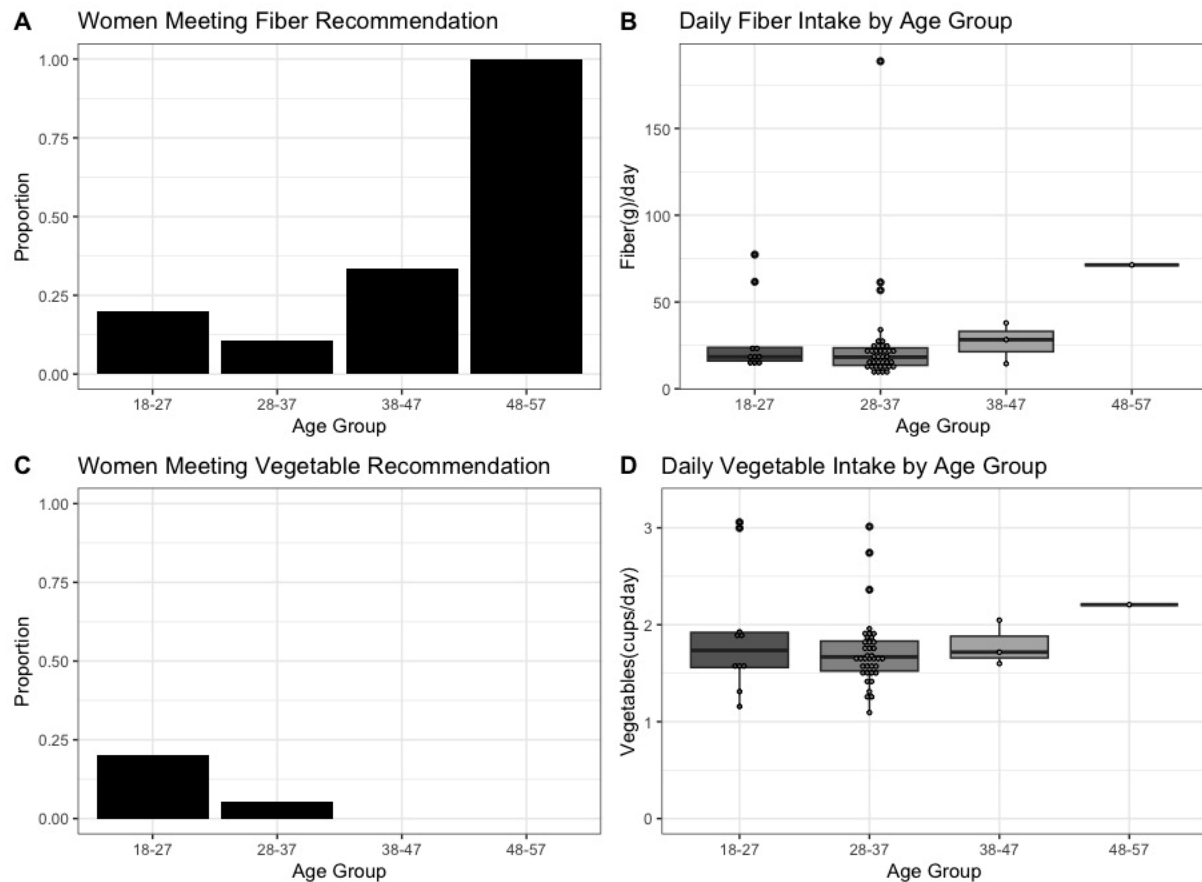 A Women Meeting Fiber Recommendation
1.00
0.75
0.50
0.25
0.00
Proportion
18-27 28-37 38-47 48-57
Age Group
B Daily Fiber Intake by Age Group
150
100
50
0
Fiber(g)/day
18-27 28-37 38-47 48-57
Age Group
C Women Meeting Vegetable Recommendation
1.00
0.75
0.50
0.25
0.00
Proportion
18-27 28-37 38-47 48-57
Age Group
D Daily Vegetable Intake by Age Group
3
2
1
0
Vegetables(cups/day)
18-27 28-37 38-47 48-57
Age Group